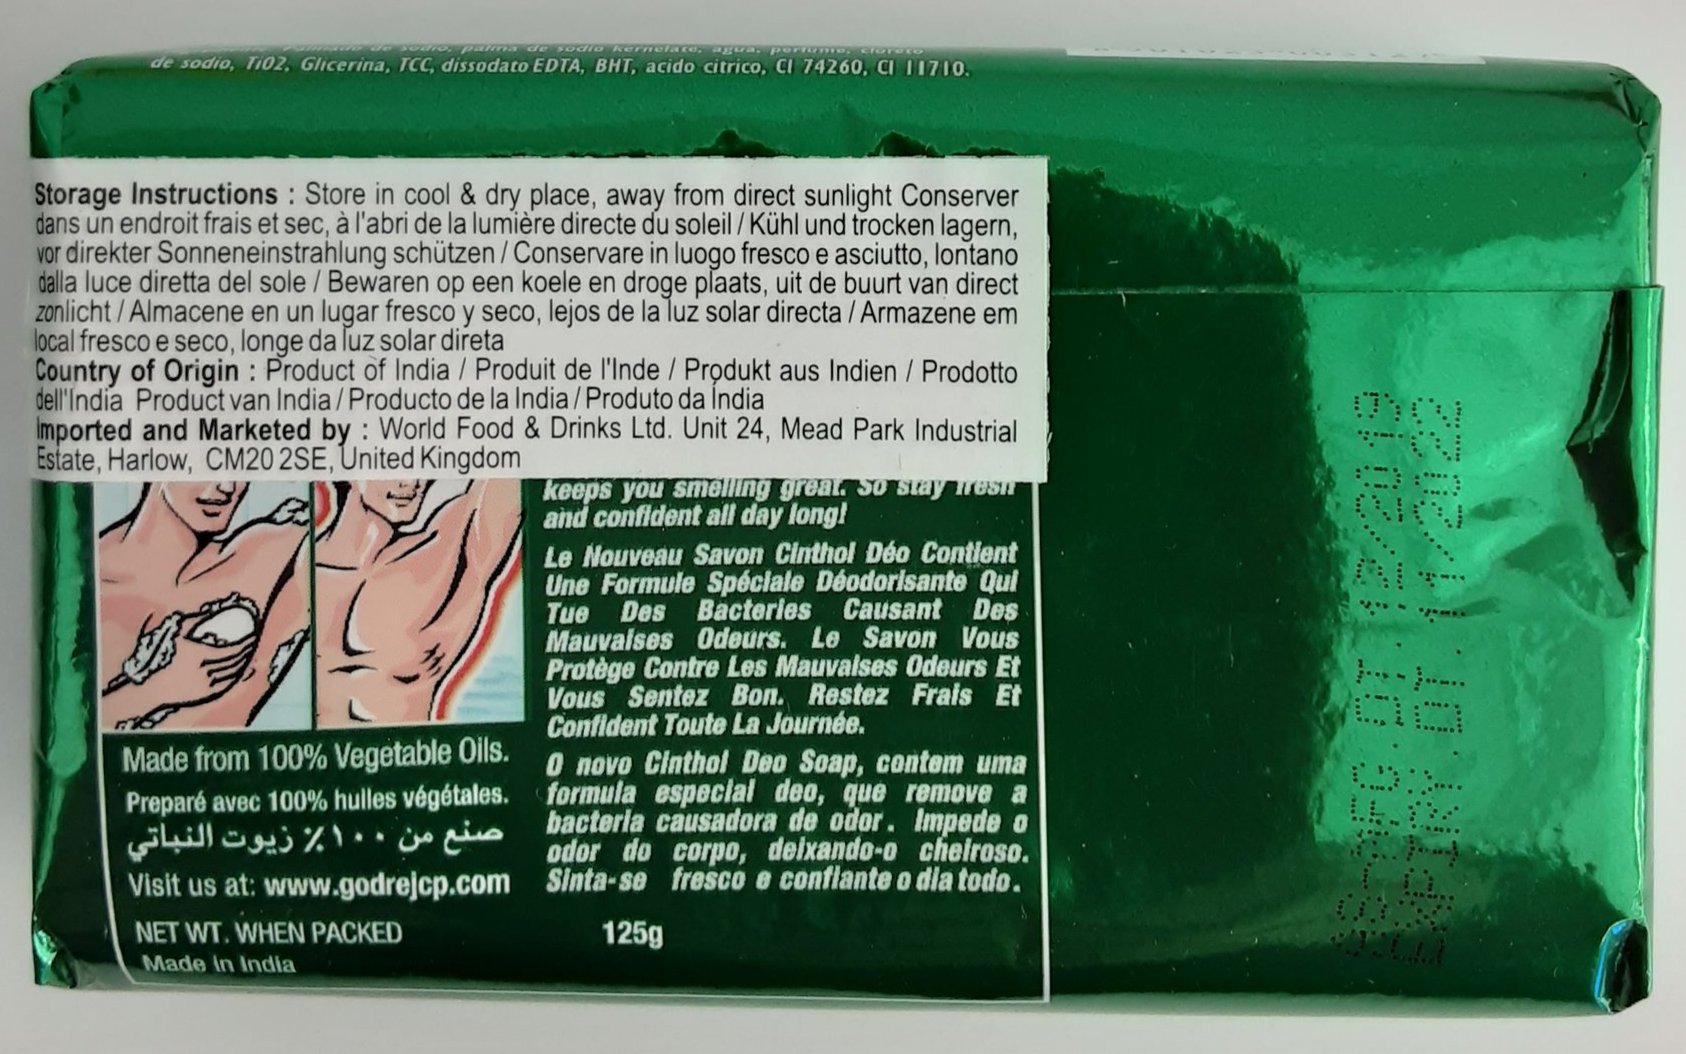 de sodio, TiO2, Glicerina, TCC, dissodato EDTA, BHT, acido citrico, CI 74260, CI 11710.
Storage Instructions : Store in cool & dry place, away from direct sunlight Conserver
dans un endroit frais et sec, à l'abri de la lumière directe du soleil / Kühl und trocken lagern,
vor direkter Sonneneinstrahlung schützen / Conservare in luogo fresco e asciutto, lontano
dalla luce diretta del sole / Bewaren op een koele en droge plaats, uit de buurt van direct
zonlicht / Almacene en un lugar fresco y seco, lejos de la luz solar directa / Armazene em
local fresco e seco, longe da luz solar direta
Country of Origin : Product of India / Produit de l'Inde / Produkt aus Indien / Prodotto
dell'India Product van India / Producto de la India / Produto da Índia
Imported and Marketed by : World Food & Drinks Ltd. Unit 24, Mead Park Industrial
Estate, Harlow, CM20 2SE, United Kingdom
keeps you smelling great. So stay fresh
and confident all day long!
Le Nouveau Savon Cinthol Déo Contient
Une Formule Spéciale Déodorisante Qui
Tue Des Bacteries Causant Des
Mauvaises Odeurs. Le Savon Vous
Protège Contre Les Mauvaises Odeurs Et
Vous Sentez Bon. Restez Frais Et
Confident Toute La Journée.
O novo Cinthol Deo Soap, contem uma
formula especial deo, que remove a
bacteria causadora de odor. Impede o
odor do corpo, deixando-o cheiroso.
Sinta-se fresco e confiante o dia todo.
Made from 100% Vegetable Oils.
Preparé avec 100% huiles végétales.
صنع من ١٠٠٪ زيوت النباتي
Visit us at: www.godrejcp.com
NET WT. WHEN PACKED 125g
Made in India
MFG.DT.12/2019
EXPIRY.DT.11/2022